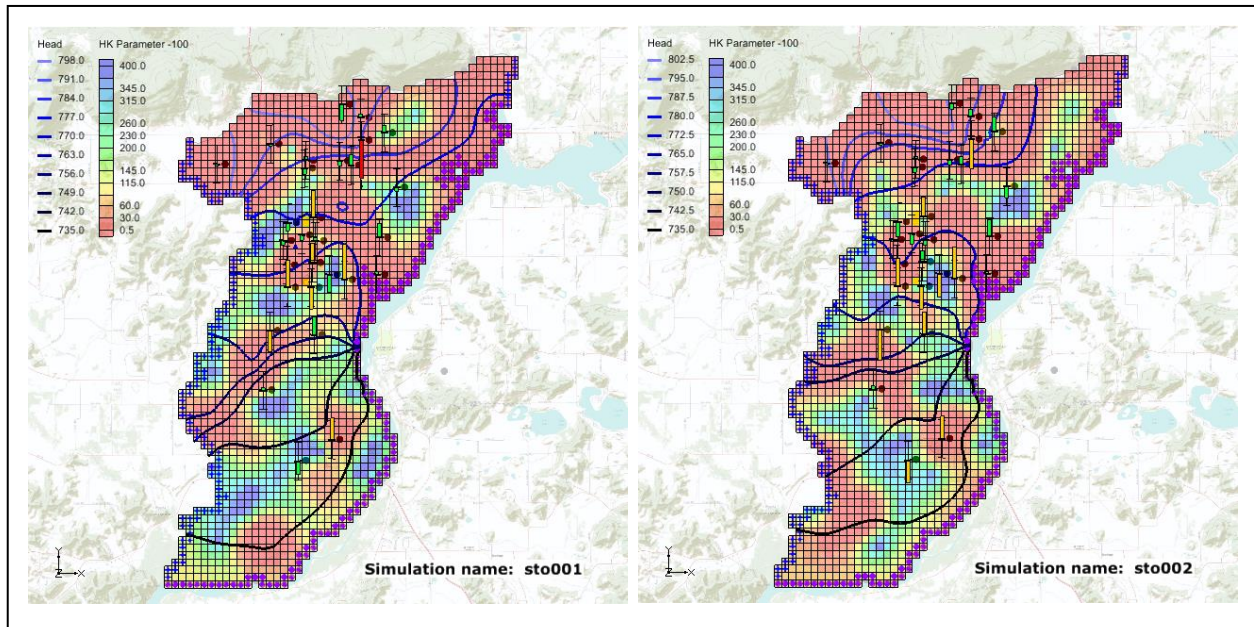 Head HK Parameter -100
798.0 400.0
791.0 345.0
784.0 315.0
777.0 260.0
770.0 230.0
763.0 200.0
756.0 145.0
749.0 115.0
742.0 60.0
735.0 30.0
0.5
Y
Z X
Simulation name: sto001
Head HK Parameter -100
802.5 400.0
795.0 345.0
787.5 315.0
780.0 260.0
772.5 230.0
765.0 200.0
757.5 145.0
750.0 115.0
742.5 60.0
735.0 30.0
0.5
Y
Z X
Simulation name: sto002